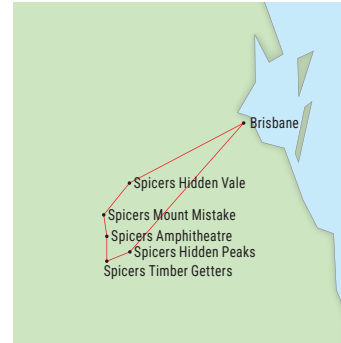 Brisbane
Spicers Hidden Vale
Spicers Mount Mistake
Spicers Amphitheatre
Spicers Hidden Peaks
Spicers Timber Getters